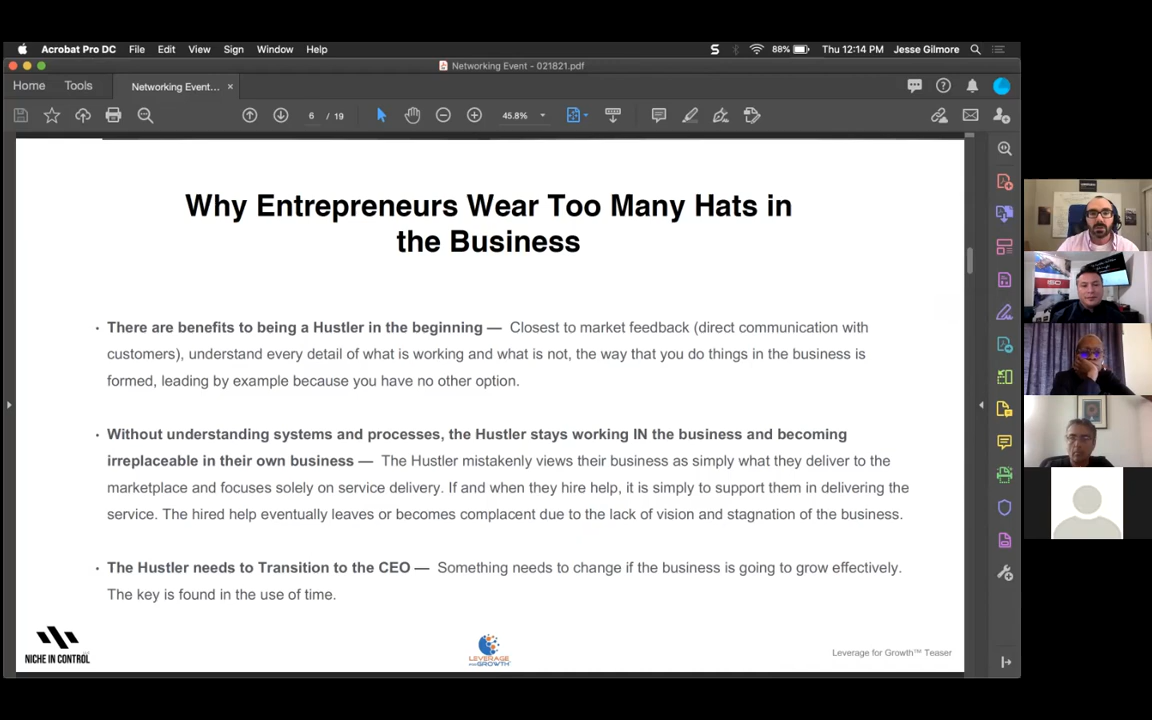 Acrobat Pro DC File Edit View Sign Window Help 88% Thu 12:14 PM Jesse Gilmore
Networking Event - 021821.pdf
Home Tools Networking Event... ×
6 / 19 45.8%
Why Entrepreneurs Wear Too Many Hats in
the Business
· There are benefits to being a Hustler in the beginning — Closest to market feedback (direct communication with
customers), understand every detail of what is working and what is not, the way that you do things in the business is
formed, leading by example because you have no other option.
· Without understanding systems and processes, the Hustler stays working IN the business and becoming
irreplaceable in their own business — The Hustler mistakenly views their business as simply what they deliver to the
marketplace and focuses solely on service delivery. If and when they hire help, it is simply to support them in delivering the
service. The hired help eventually leaves or becomes complacent due to the lack of vision and stagnation of the business.
· The Hustler needs to Transition to the CEO — Something needs to change if the business is going to grow effectively.
The key is found in the use of time.
NICHE IN CONTROL
LEVERAGE
GROWTH
Leverage for Growth™ Teaser